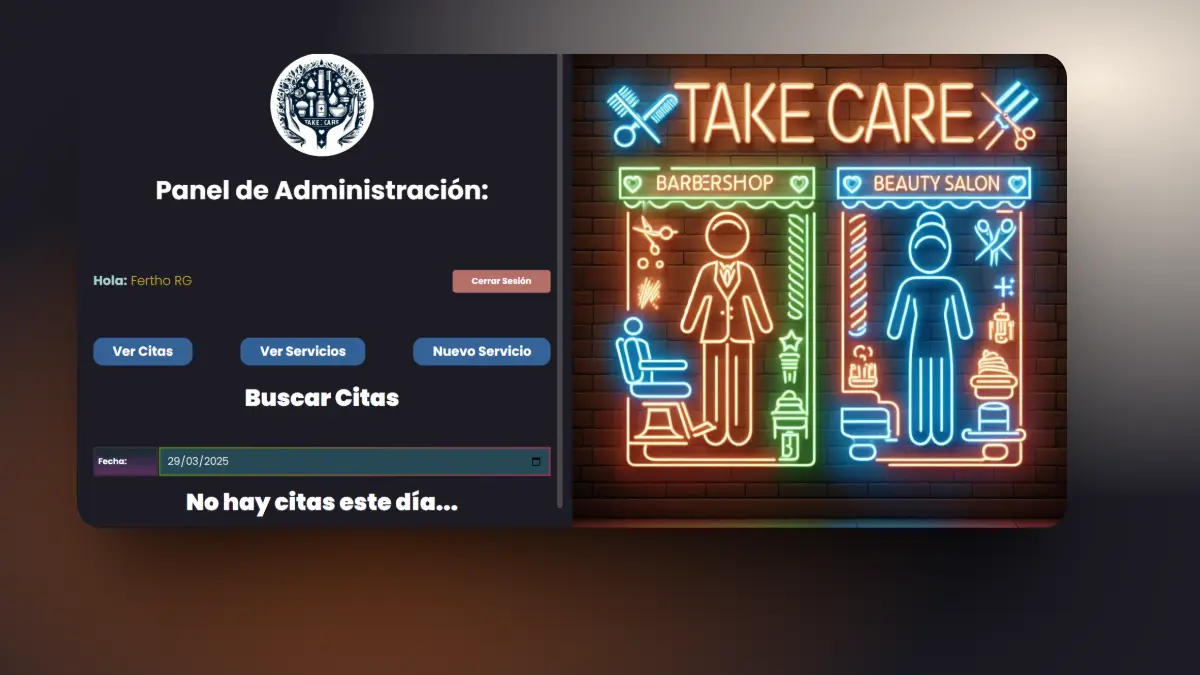 TAKE CARE
Panel de Administración:
Hola: Fertho RG
Cerrar Sesión
Ver Citas
Ver Servicios
Nuevo Servicio
Buscar Citas
Fecha:
29/03/2025
No hay citas este día...
TAKE CARE
BARBERSHOP
BEAUTY SALON